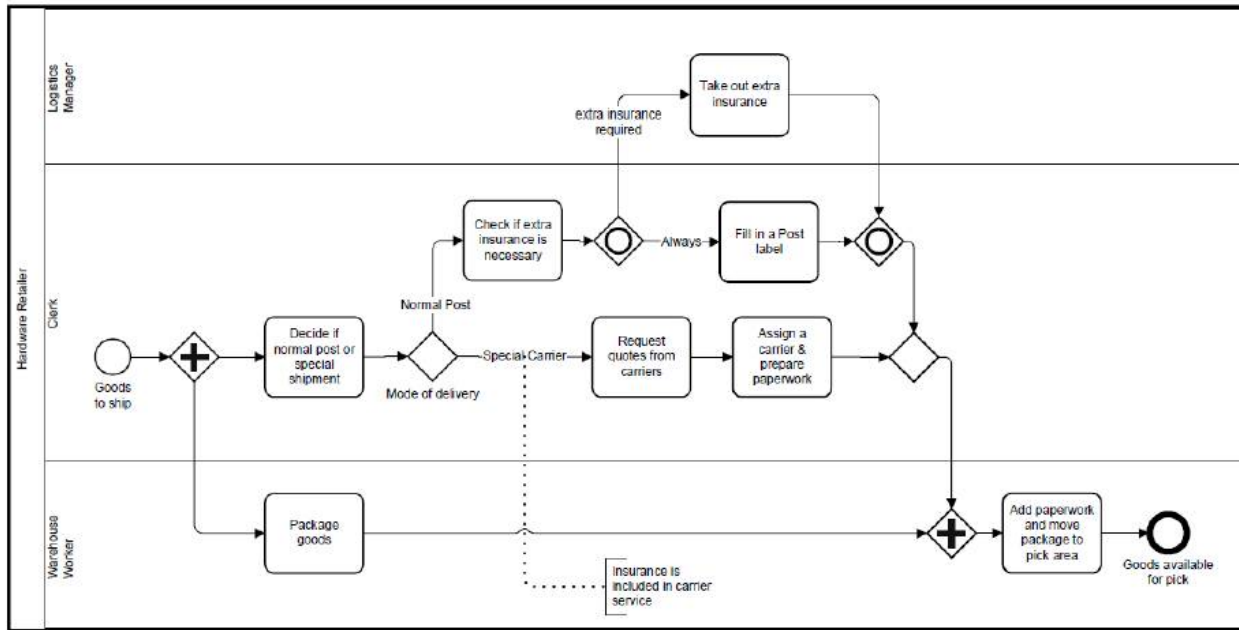 Hardware Retailer
Logistics
Manager
Take out extra
insurance
extra insurance
required
Clerk
Check if extra
insurance is
necessary
Always
Fill in a Post
label
Normal Post
Goods
to ship
Decide if
normal post or
special
shipment
Mode of delivery
Special Carrier
Request
quotes from
carriers
Assign a
carrier &
prepare
paperwork
Warehouse
Worker
Package
goods
Insurance is
included in carrier
service
Add paperwork
and move
package to
pick area
Goods available
for pick